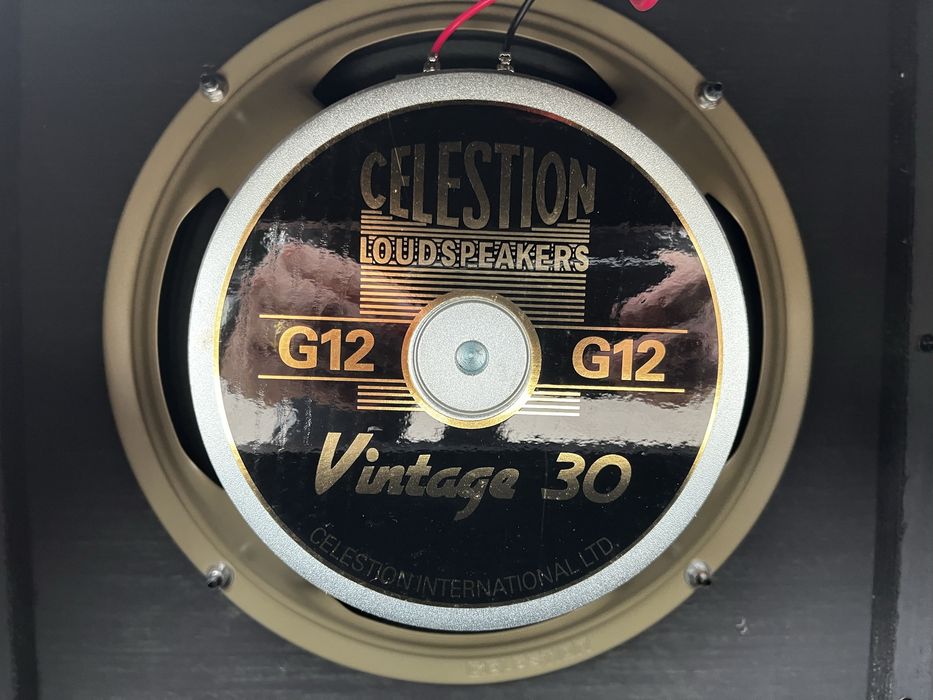 CELESTION
LOUDSPEAKERS
G12 G12
Vintage 30
CELESTION INTERNATIONAL LTD.